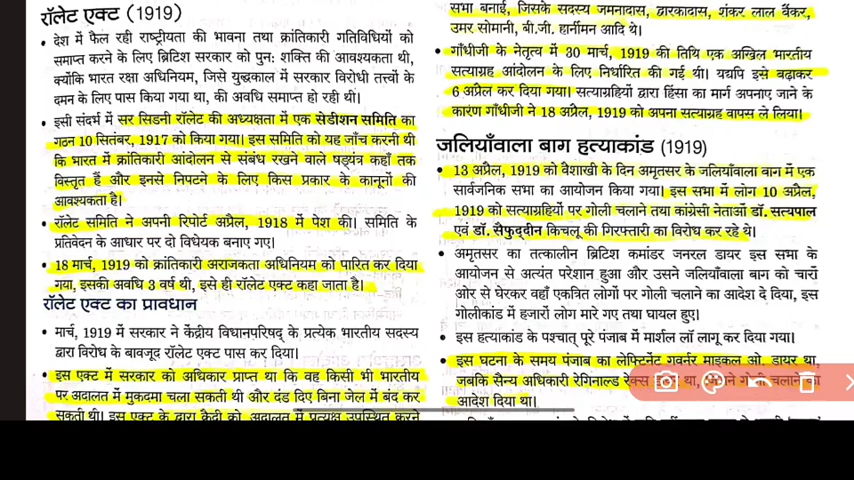 रॉलेट एक्ट (1919)
• देश में फैल रही राष्ट्रीयता की भावना तथा क्रांतिकारी गतिविधियों को
समाप्त करने के लिए ब्रिटिश सरकार को पुनः शक्ति की आवश्यकता थी,
क्योंकि भारत रक्षा अधिनियम, जिसे युद्धकाल में सरकार विरोधी तत्त्वों के
दमन के लिए पास किया गया था, की अवधि समाप्त हो रही थी।
• इसी संदर्भ में सर सिडनी रॉलेट की अध्यक्षता में एक सेडीशन समिति का
गठन 10 सितंबर, 1917 को किया गया। इस समिति को यह जाँच करनी थी
कि भारत में क्रांतिकारी आंदोलन से संबंध रखने वाले षड्यंत्र कहाँ तक
विस्तृत हैं और इनसे निपटने के लिए किस प्रकार के कानूनों की
आवश्यकता है।
• रॉलेट समिति ने अपनी रिपोर्ट अप्रैल, 1918 में पेश की। समिति के
प्रतिवेदन के आधार पर दो विधेयक बनाए गए।
• 18 मार्च, 1919 को क्रांतिकारी अराजकता अधिनियम को पारित कर दिया
गया, इसकी अवधि 3 वर्ष थी, इसे ही रॉलेट एक्ट कहा जाता है।
रॉलेट एक्ट का प्रावधान
• मार्च, 1919 में सरकार ने केंद्रीय विधानपरिषद् के प्रत्येक भारतीय सदस्य
द्वारा विरोध के बावजूद रॉलेट एक्ट पास कर दिया।
• इस एक्ट में सरकार को अधिकार प्राप्त था कि वह किसी भी भारतीय
पर अदालत में मुकदमा चला सकती थी और दंड दिए बिना जेल में बंद कर
सकती थी। इस एक्ट के द्वारा कैदी को अदालत में प्रत्यक्ष उपस्थित करने
सभा बनाई, जिसके सदस्य जमनादास, द्वारकादास, शंकर लाल बैंकर,
उमर सोमानी, बी.जी. हार्नीमन आदि थे।
• गाँधीजी के नेतृत्व में 30 मार्च, 1919 की तिथि एक अखिल भारतीय
सत्याग्रह आंदोलन के लिए निर्धारित की गई थी। यद्यपि इसे बढ़ाकर
6 अप्रैल कर दिया गया। सत्याग्रहियों द्वारा हिंसा का मार्ग अपनाए जाने के
कारण गाँधीजी ने 18 अप्रैल, 1919 को अपना सत्याग्रह वापस ले लिया।
जलियाँवाला बाग हत्याकांड (1919)
• 13 अप्रैल, 1919 को वैशाखी के दिन अमृतसर के जलियाँवाला बाग में एक
सार्वजनिक सभा का आयोजन किया गया। इस सभा में लोग 10 अप्रैल,
1919 को सत्याग्रहियों पर गोली चलाने तथा कांग्रेसी नेताओं डॉ. सत्यपाल
एवं डॉ. सैफुद्दीन किचलू की गिरफ्तारी का विरोध कर रहे थे।
• अमृतसर का तत्कालीन ब्रिटिश कमांडर जनरल डायर इस सभा के
आयोजन से अत्यंत परेशान हुआ और उसने जलियाँवाला बाग को चारों
ओर से घेरकर वहाँ एकत्रित लोगों पर गोली चलाने का आदेश दे दिया, इस
गोलीकांड में हजारों लोग मारे गए तथा घायल हुए।
• इस हत्याकांड के पश्चात् पूरे पंजाब में मार्शल लॉ लागू कर दिया गया।
• इस घटना के समय पंजाब का लेफ्टिनेंट गवर्नर माइकल ओ. डायर था,
जबकि सैन्य अधिकारी रेगिनाल्ड था, गोली चलाने का
आदेश दिया था।